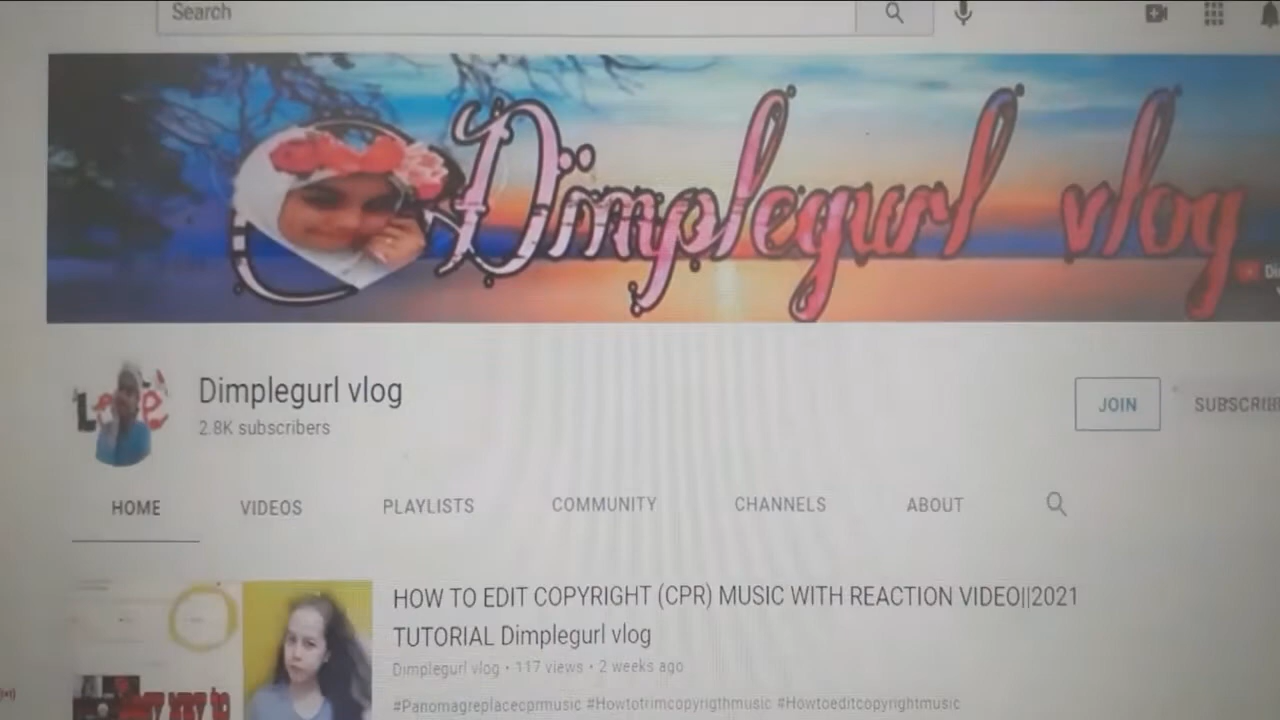 Search
Dimplegurl vlog
Dimplegurl vlog
2.8K subscribers
JOIN
HOME
VIDEOS
PLAYLISTS
COMMUNITY
CHANNELS
ABOUT
HOW TO EDIT COPYRIGHT (CPR) MUSIC WITH REACTION VIDEO||2021
TUTORIAL Dimplegurl vlog
Dimplegurl vlog • 117 views • 2 weeks ago
#Panomagreplacecprmusic #Howtotrimcopyrigthmusic #Howtoeditcopyrightmusic